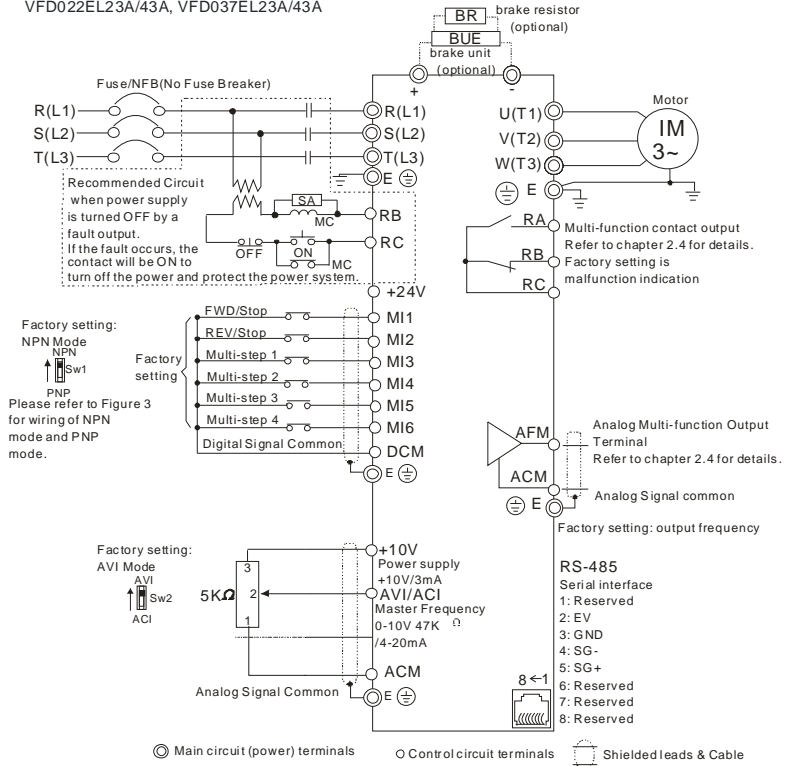 VFD022EL23A/43A, VFD037EL23A/43A
BR
brake resistor
(optional)
BUE
brake unit
(optional)
+
-
Fuse/NFB(No Fuse Breaker)
R(L1)
S(L2)
T(L3)
R(L1)
S(L2)
T(L3)
E
Recommended Circuit
when power supply
is turned OFF by a
fault output.
If the fault occurs, the
contact will be ON to
turn off the power and protect the power system.
SA
MC
OFF
ON
MC
RB
RC
U(T1)
V(T2)
W(T3)
E
Motor
IM
3~
RA
RB
RC
Multi-function contact output
Refer to chapter 2.4 for details.
Factory setting is
malfunction indication
+24V
Factory setting:
NPN Mode
NPN
Sw1
PNP
Please refer to Figure 3
for wiring of NPN
mode and PNP
mode.
Factory
setting
FWD/Stop
MI1
REV/Stop
MI2
Multi-step 1
MI3
Multi-step 2
MI4
Multi-step 3
MI5
Multi-step 4
MI6
Digital Signal Common
DCM
E
AFM
ACM
E
Analog Multi-function Output
Terminal
Refer to chapter 2.4 for details.
Analog Signal common
Factory setting: output frequency
Factory setting:
AVI Mode
AVI
Sw2
ACI
5KΩ
3
2
1
+10V
Power supply
+10V/3mA
AVI/ACI
Master Frequency
0-10V 47K Ω
/4-20mA
ACM
Analog Signal Common
E
RS-485
Serial interface
1: Reserved
2: EV
3: GND
4: SG-
5: SG+
6: Reserved
7: Reserved
8: Reserved
8←1
Main circuit (power) terminals
Control circuit terminals
Shielded leads & Cable